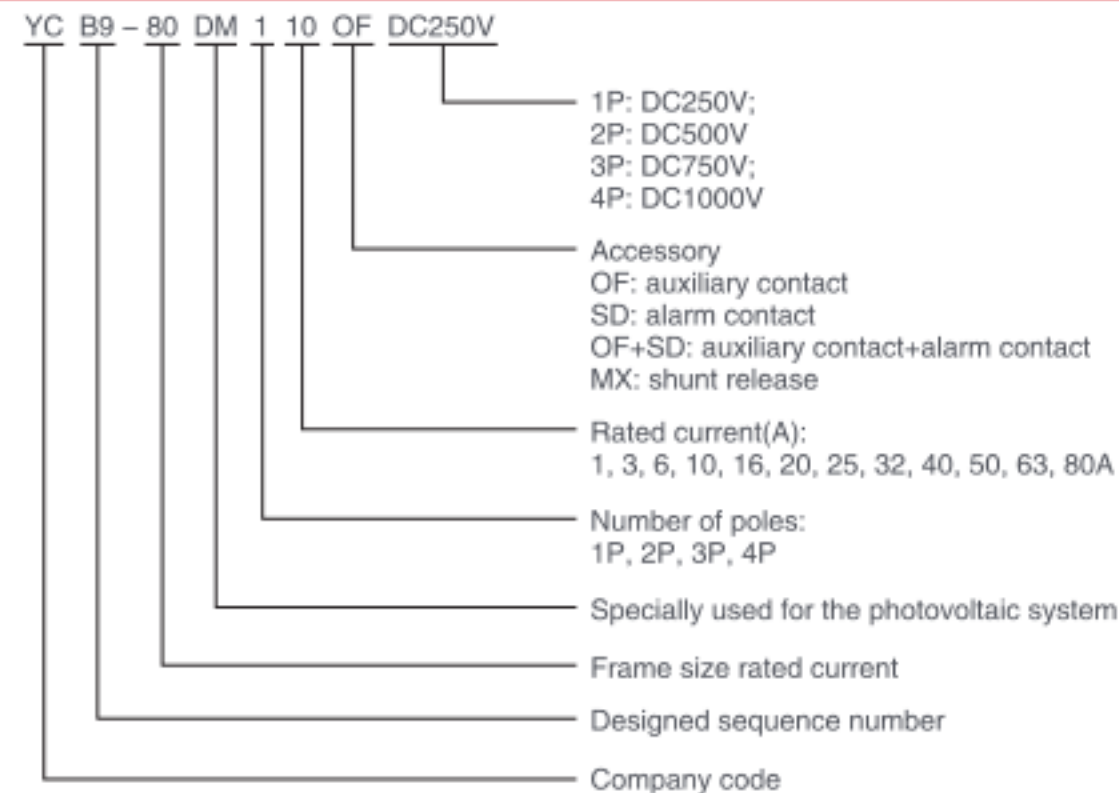 YC B9 – 80 DM 1 10 OF DC250V
1P: DC250V;
2P: DC500V
3P: DC750V;
4P: DC1000V
Accessory
OF: auxiliary contact
SD: alarm contact
OF+SD: auxiliary contact+alarm contact
MX: shunt release
Rated current(A):
1, 3, 6, 10, 16, 20, 25, 32, 40, 50, 63, 80A
Number of poles:
1P, 2P, 3P, 4P
Specially used for the photovoltaic system
Frame size rated current
Designed sequence number
Company code